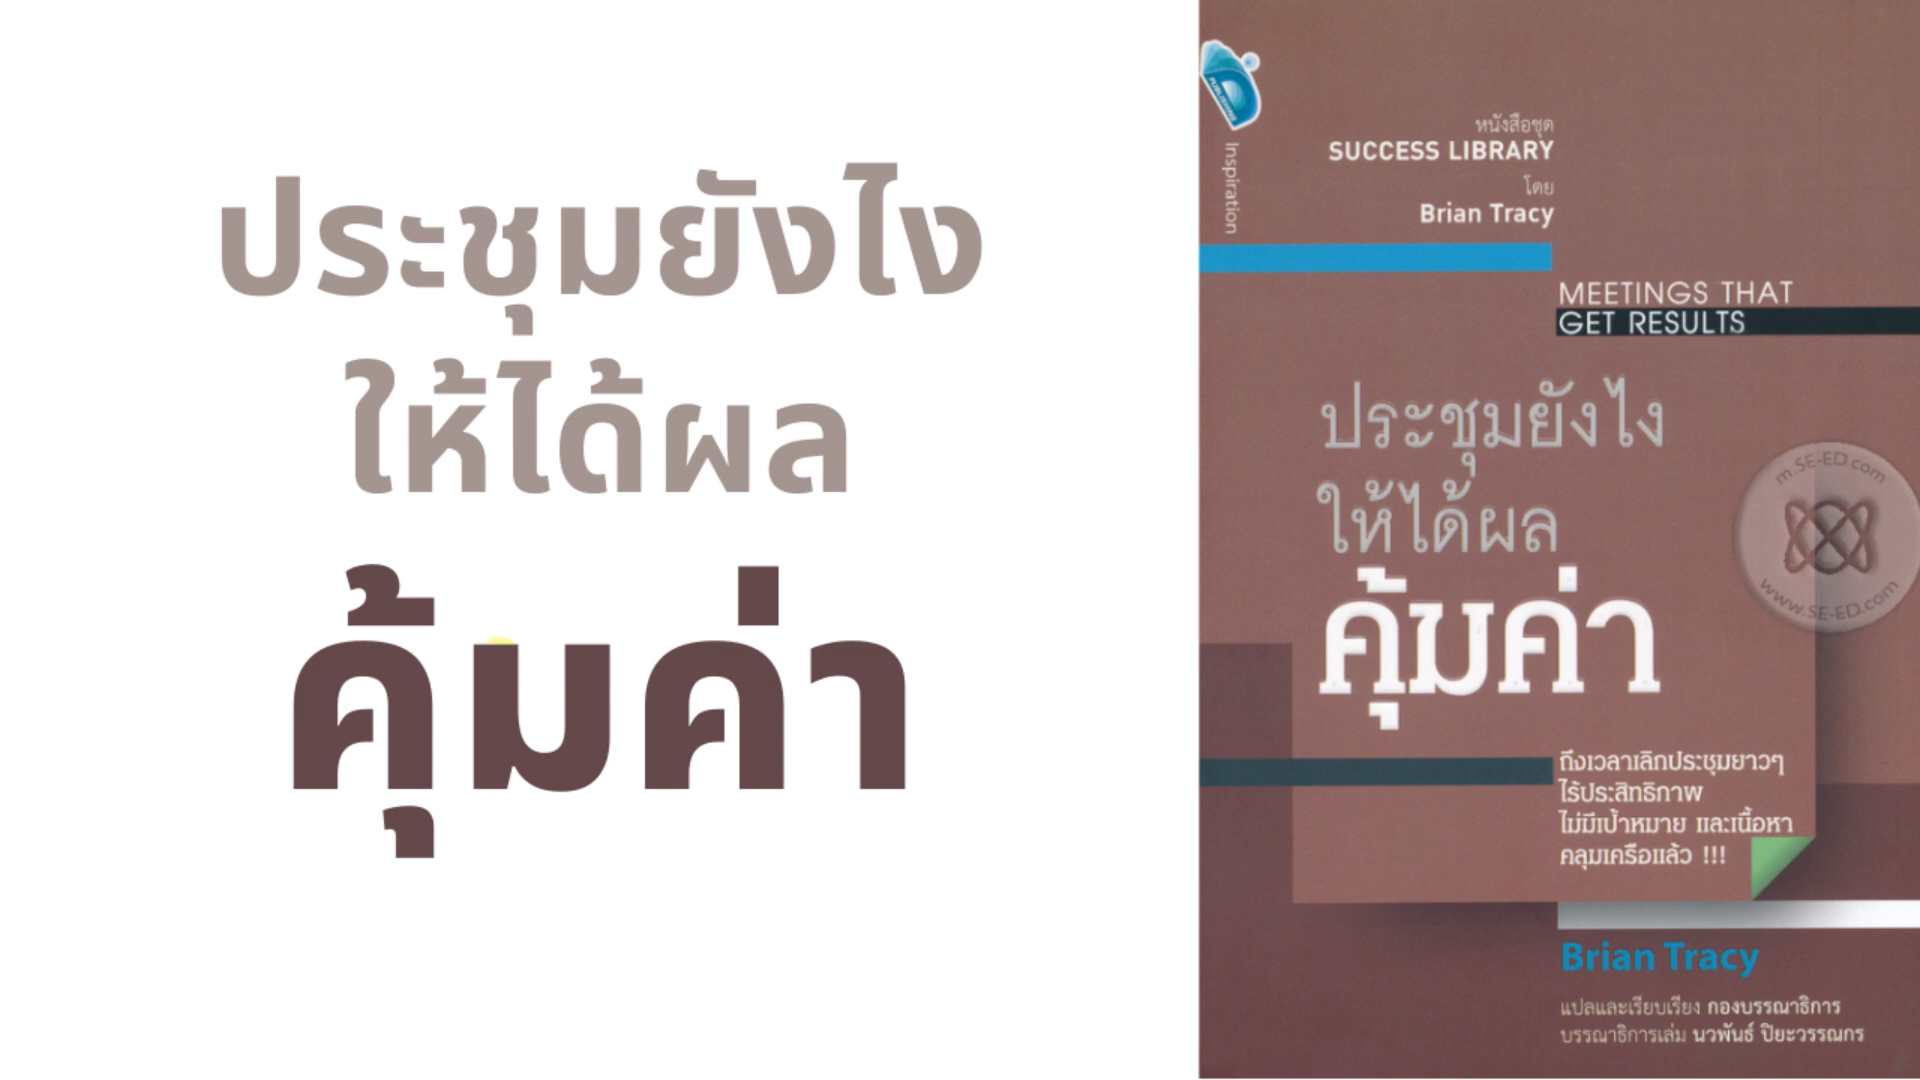 ประชุมยังไง
ให้ได้ผล
คุ้มค่า
PUBLISHING
Inspiration
หนังสือชุด
SUCCESS LIBRARY
โดย
Brian Tracy
MEETINGS THAT
GET RESULTS
ประชุมยังไง
ให้ได้ผล
คุ้มค่า
m.SE-ED.com
www.SE-ED.com
ถึงเวลาเลิกประชุมยาวๆ
ไร้ประสิทธิภาพ
ไม่มีเป้าหมาย และเนื้อหา
คลุมเครือแล้ว !!!
Brian Tracy
แปลและเรียบเรียง กองบรรณาธิการ
บรรณาธิการเล่ม นวพันธ์ ปิยะวรรณกร